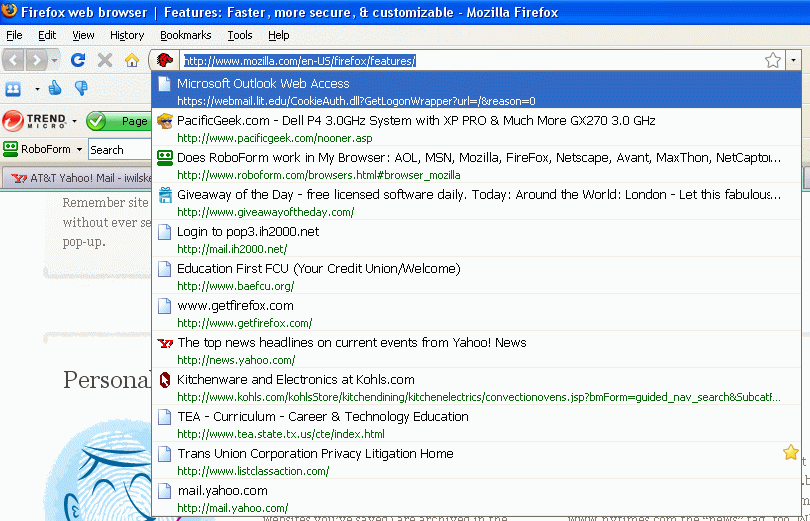 Firefox web browser | Features: Faster, more secure, & customizable - Mozilla Firefox
File Edit View History Bookmarks Tools Help
http://www.mozilla.com/en-US/firefox/features/
Microsoft Outlook Web Access
https://webmail.lit.edu/CookieAuth.dll?GetLogonWrapper?url=/&reason=0
TREND MICRO Page
PacificGeek.com - Dell P4 3.0GHz System with XP PRO & Much More GX270 3.0 GHz
http://www.pacificgeek.com/nooner.asp
RoboForm Search
Does RoboForm work in My Browser: AOL, MSN, Mozilla, FireFox, Netscape, Avant, MaxThon, NetCapto...
http://www.roboform.com/browsers.html#browser_mozilla
AT&T Yahoo! Mail - iwilske
Giveaway of the Day - free licensed software daily. Today: Around the World: London - Let this fabulous...
http://www.giveawayoftheday.com/
Remember site
without ever se
pop-up.
Login to pop3.ih2000.net
http://mail.ih2000.net/
Education First FCU (Your Credit Union/Welcome)
http://www.baefcu.org/
www.getfirefox.com
http://www.getfirefox.com/
The top news headlines on current events from Yahoo! News
http://news.yahoo.com/
Personal
Kitchenware and Electronics at Kohls.com
http://www.kohls.com/kohlsStore/kitchendining/kitchenelectrics/convectionovens.jsp?bmForm=guided_nav_search&Subcatf...
TEA - Curriculum - Career & Technology Education
http://www.tea.state.tx.us/cte/index.html
Trans Union Corporation Privacy Litigation Home
http://www.listclassaction.com/
mail.yahoo.com
http://mail.yahoo.com/